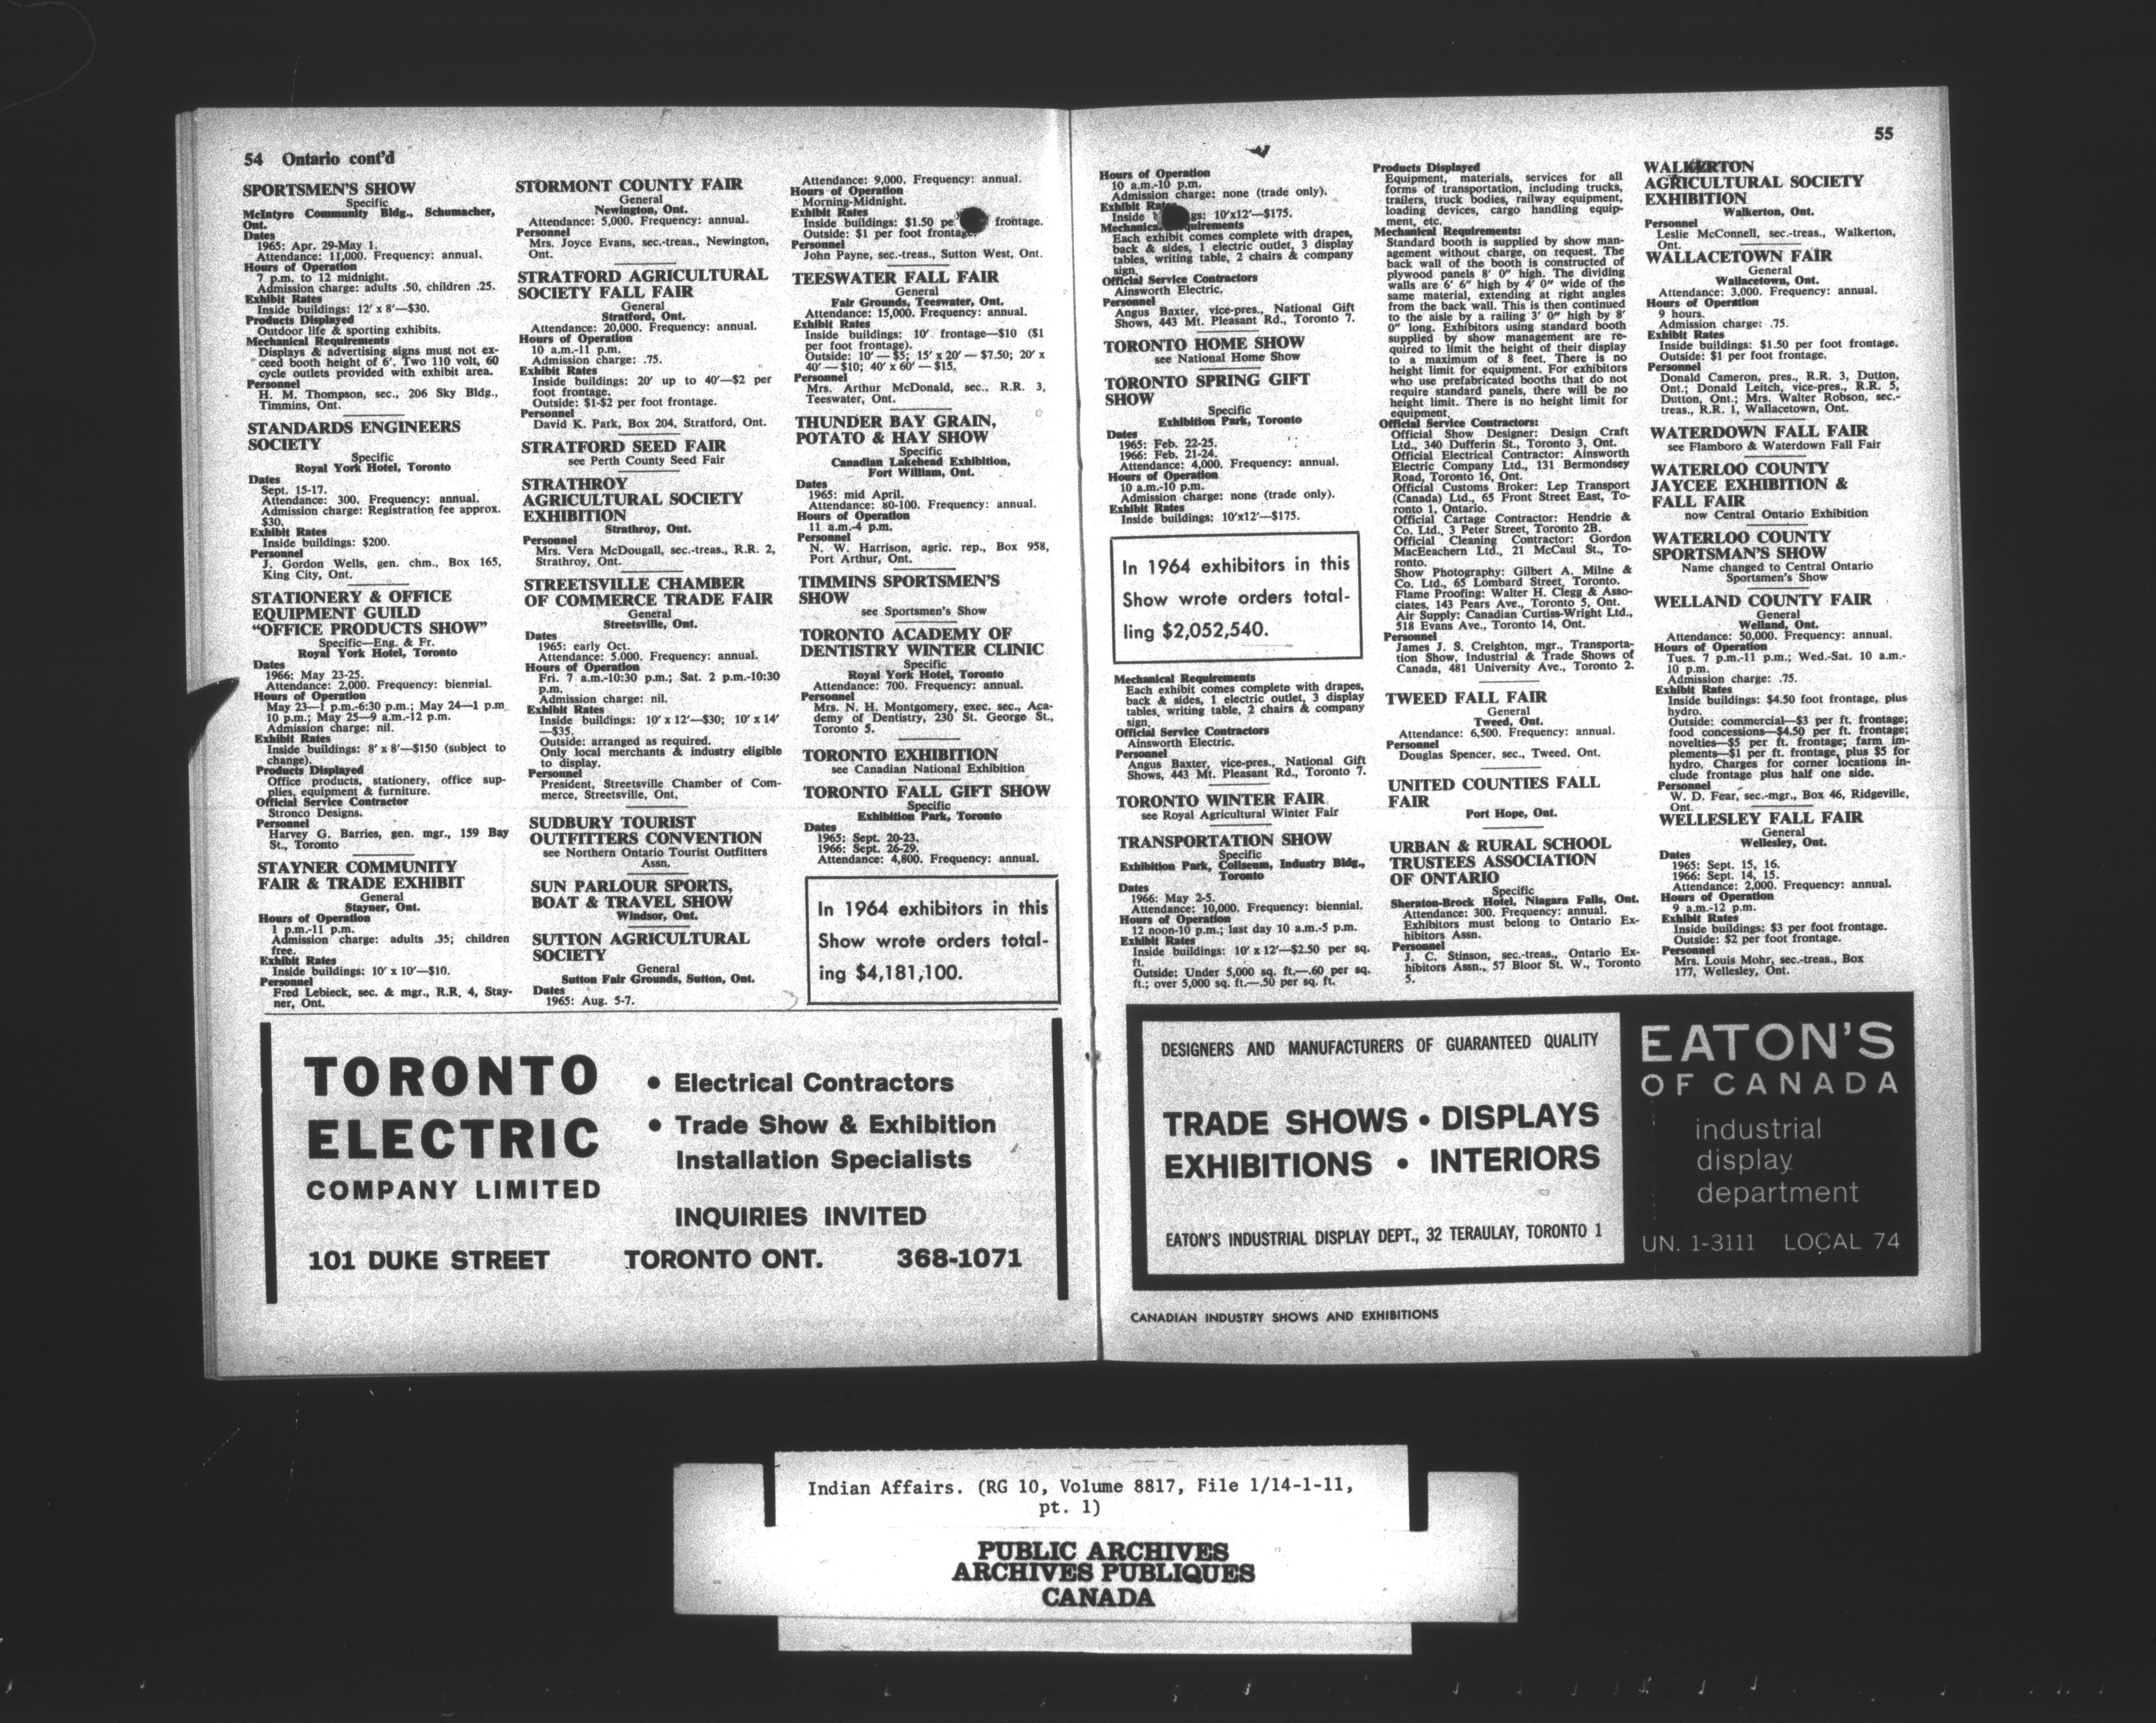 54 Ontario cont'd
SPORTSMEN'S SHOW
Specific
McIntyre Community Bldg., Schumacher,
Ont.
Dates
1965: Apr. 29-May 1.
Attendance: 11,000. Frequency: annual.
Hours of Operation
7 p.m. to 12 midnight.
Admission charge: adults .50, children .25.
Exhibit Rates
Inside buildings: 12' x 8'—$30.
Products Displayed
Outdoor life & sporting exhibits.
Mechanical Requirements
Displays & advertising signs must not ex-
ceed booth height of 6'. Two 110 volt, 60
cycle outlets provided with exhibit area.
Personnel
H. M. Thompson, sec., 206 Sky Bldg.,
Timmins, Ont.
STANDARDS ENGINEERS
SOCIETY
Specific
Royal York Hotel, Toronto
Dates
Sept. 15-17.
Attendance: 300. Frequency: annual.
Admission charge: Registration fee approx.
$30.
Exhibit Rates
Inside buildings: $200.
Personnel
J. Gordon Wells, gen. chm., Box 165,
King City, Ont.
STATIONERY & OFFICE
EQUIPMENT GUILD
"OFFICE PRODUCTS SHOW"
Specific—Eng. & Fr.
Royal York Hotel, Toronto
Dates
1966: May 23-25.
Attendance: 2,000. Frequency: biennial.
Hours of Operation
May 23—1 p.m.-6:30 p.m.; May 24—1 p.m.
10 p.m.; May 25—9 a.m.-12 p.m.
Admission charge: nil.
Exhibit Rates
Inside buildings: 8' x 8'—$150 (subject to
change).
Products Displayed
Office products, stationery, office sup-
plies, equipment & furniture.
Official Service Contractor
Stronco Designs.
Personnel
Harvey G. Barries, gen. mgr., 159 Bay
St., Toronto
STAYNER COMMUNITY
FAIR & TRADE EXHIBIT
General
Stayner, Ont.
Hours of Operation
1 p.m.-11 p.m.
Admission charge: adults .35; children
free.
Exhibit Rates
Inside buildings: 10' x 10'—$10.
Personnel
Fred Lebieck, sec. & mgr., R.R. 4, Stay-
ner, Ont.
STORMONT COUNTY FAIR
General
Newington, Ont.
Attendance: 5,000. Frequency: annual.
Personnel
Mrs. Joyce Evans, sec.-treas., Newington,
Ont.
STRATFORD AGRICULTURAL
SOCIETY FALL FAIR
General
Stratford, Ont.
Attendance: 20,000. Frequency: annual.
Hours of Operation
10 a.m.-11 p.m.
Admission charge: .75.
Exhibit Rates
Inside buildings: 20' up to 40'—$2 per
foot frontage.
Outside: $1-$2 per foot frontage.
Personnel
David K. Park, Box 204, Stratford, Ont.
STRATFORD SEED FAIR
see Perth County Seed Fair
STRATHROY
AGRICULTURAL SOCIETY
EXHIBITION
Strathroy, Ont.
Personnel
Mrs. Vera McDougall, sec.-treas., R.R. 2,
Strathroy, Ont.
STREETSVILLE CHAMBER
OF COMMERCE TRADE FAIR
General
Streetsville, Ont.
Dates
1965: early Oct.
Attendance: 5.000. Frequency: annual.
Hours of Operation
Fri. 7 a.m.-10:30 p.m.; Sat. 2 p.m.-10:30
p.m.
Admission charge: nil.
Exhibit Rates
Inside buildings: 10' x 12'—$30; 10' x 14'
—$35.
Outside: arranged as required.
Only local merchants & industry eligible
to display.
Personnel
President, Streetsville Chamber of Com-
merce, Streetsville, Ont.
SUDBURY TOURIST
OUTFITTERS CONVENTION
see Northern Ontario Tourist Outfitters
Assn.
SUN PARLOUR SPORTS,
BOAT & TRAVEL SHOW
Windsor, Ont.
SUTTON AGRICULTURAL
SOCIETY
General
Sutton Fair Grounds, Sutton, Ont.
Dates
1965: Aug. 5-7.
Attendance: 9,000. Frequency: annual.
Hours of Operation
Morning-Midnight.
Exhibit Rates
Inside buildings: $1.50 pe frontage.
Outside: $1 per foot frontage.
Personnel
John Payne, sec.-treas., Sutton West, Ont.
TEESWATER FALL FAIR
General
Fair Grounds, Teeswater, Ont.
Attendance: 15,000. Frequency: annual.
Exhibit Rates
Inside buildings: 10' frontage—$10 ($1
per foot frontage).
Outside: 10' — $5; 15' x 20' — $7.50; 20' x
40' — $10; 40' x 60' — $15.
Personnel
Mrs. Arthur McDonald, sec., R.R. 3,
Teeswater, Ont.
THUNDER BAY GRAIN,
POTATO & HAY SHOW
Specific
Canadian Lakehead Exhibition,
Fort William, Ont.
Dates
1965: mid April.
Attendance: 80-100. Frequency: annual.
Hours of Operation
11 a.m.-4 p.m.
Personnel
N. W. Harrison, agric. rep., Box 958,
Port Arthur, Ont.
TIMMINS SPORTSMEN'S
SHOW
see Sportsmen's Show
TORONTO ACADEMY OF
DENTISTRY WINTER CLINIC
Specific
Royal York Hotel, Toronto
Attendance: 700. Frequency: annual.
Personnel
Mrs. N. H. Montgomery, exec. sec., Aca-
demy of Dentistry, 230 St. George St.,
Toronto 5.
TORONTO EXHIBITION
see Canadian National Exhibition
TORONTO FALL GIFT SHOW
Specific
Exhibition Park, Toronto
Dates
1965: Sept. 20-23.
1966: Sept. 26-29.
Attendance: 4,800. Frequency: annual.
In 1964 exhibitors in this
Show wrote orders total-
ing $4,181,100.
TORONTO
ELECTRIC
COMPANY LIMITED
• Electrical Contractors
• Trade Show & Exhibition
Installation Specialists
INQUIRIES INVITED
101 DUKE STREET TORONTO ONT. 368-1071
55
Hours of Operation
10 a.m.-10 p.m.
Admission charge: none (trade only).
Exhibit Rates
Inside gs: 10'x12'—$175.
Mechanical Requirements
Each exhibit comes complete with drapes,
back & sides, 1 electric outlet, 3 display
tables, writing table, 2 chairs & company
sign.
Official Service Contractors
Ainsworth Electric.
Personnel
Angus Baxter, vice-pres., National Gift
Shows, 443 Mt. Pleasant Rd., Toronto 7.
TORONTO HOME SHOW
see National Home Show
TORONTO SPRING GIFT
SHOW
Specific
Exhibition Park, Toronto
Dates
1965: Feb. 22-25.
1966: Feb. 21-24.
Attendance: 4,000. Frequency: annual.
Hours of Operation
10 a.m.-10 p.m.
Admission charge: none (trade only).
Exhibit Rates
Inside buildings: 10'x12'—$175.
In 1964 exhibitors in this
Show wrote orders total-
ling $2,052,540.
Mechanical Requirements
Each exhibit comes complete with drapes,
back & sides, 1 electric outlet, 3 display
tables, writing table, 2 chairs & company
sign.
Official Service Contractors
Ainsworth Electric.
Personnel
Angus Baxter, vice-pres., National Gift
Shows, 443 Mt. Pleasant Rd., Toronto 7.
TORONTO WINTER FAIR
see Royal Agricultural Winter Fair
TRANSPORTATION SHOW
Specific
Exhibition Park, Coliseum, Industry Bldg.,
Toronto
Dates
1966: May 2-5.
Attendance: 10,000. Frequency: biennial.
Hours of Operation
12 noon-10 p.m.; last day 10 a.m.-5 p.m.
Exhibit Rates
Inside buildings: 10' x 12'—$2.50 per sq.
ft.
Outside: Under 5,000 sq. ft.—.60 per sq.
ft.; over 5,000 sq. ft.—.50 per sq. ft.
Products Displayed
Equipment, materials, services for all
forms of transportation, including trucks,
trailers, truck bodies, railway equipment,
loading devices, cargo handling equip-
ment, etc.
Mechanical Requirements:
Standard booth is supplied by show man-
agement without charge, on request. The
back wall of the booth is constructed of
plywood panels 8' 0" high. The dividing
walls are 6' 6" high by 4' 0" wide of the
same material, extending at right angles
from the back wall. This is then continued
to the aisle by a railing 3' 0" high by 8'
0" long. Exhibitors using standard booth
supplied by show management are re-
quired to limit the height of their display
to a maximum of 8 feet. There is no
height limit for equipment. For exhibitors
who use prefabricated booths that do not
require standard panels, there will be no
height limit. There is no height limit for
equipment.
Official Service Contractors:
Official Show Designer: Design Craft
Ltd., 340 Dufferin St., Toronto 3, Ont.
Official Electrical Contractor: Ainsworth
Electric Company Ltd., 131 Bermondsey
Road, Toronto 16, Ont.
Official Customs Broker: Lep Transport
(Canada) Ltd., 65 Front Street East, To-
ronto 1, Ontario.
Official Cartage Contractor: Hendrie &
Co. Ltd., 3 Peter Street, Toronto 2B.
Official Cleaning Contractor: Gordon
MacEeachern Ltd., 21 McCaul St., To-
ronto.
Show Photography: Gilbert A. Milne &
Co. Ltd., 65 Lombard Street, Toronto.
Flame Proofing: Walter H. Clegg & Asso-
ciates, 143 Pears Ave., Toronto 5, Ont.
Air Supply: Canadian Curtiss-Wright Ltd.,
518 Evans Ave., Toronto 14, Ont.
Personnel
James J. S. Creighton, mgr., Transporta-
tion Show, Industrial & Trade Shows of
Canada, 481 University Ave., Toronto 2.
TWEED FALL FAIR
General
Tweed, Ont.
Attendance: 6,500. Frequency: annual.
Personnel
Douglas Spencer, sec., Tweed, Ont.
UNITED COUNTIES FALL
FAIR
Port Hope, Ont.
URBAN & RURAL SCHOOL
TRUSTEES ASSOCIATION
OF ONTARIO
Specific
Sheraton-Brock Hotel, Niagara Falls, Ont.
Attendance: 300. Frequency: annual.
Exhibitors must belong to Ontario Ex-
hibitors Assn.
Personnel
J. C. Stinson, sec.-treas., Ontario Ex-
hibitors Assn., 57 Bloor St. W., Toronto
5.
WALKERTON
AGRICULTURAL SOCIETY
EXHIBITION
Walkerton, Ont.
Personnel
Leslie McConnell, sec.-treas., Walkerton,
Ont.
WALLACETOWN FAIR
General
Wallacetown, Ont.
Attendance: 3,000. Frequency: annual.
Hours of Operation
9 hours.
Admission charge: .75.
Exhibit Rates
Inside buildings: $1.50 per foot frontage.
Outside: $1 per foot frontage.
Personnel
Donald Cameron, pres., R.R. 3, Dutton,
Ont.; Donald Leitch, vice-pres., R.R. 5,
Dutton, Ont.; Mrs. Walter Robson, sec.-
treas., R.R. 1, Wallacetown, Ont.
WATERDOWN FALL FAIR
see Flamboro & Waterdown Fall Fair
WATERLOO COUNTY
JAYCEE EXHIBITION &
FALL FAIR
now Central Ontario Exhibition
WATERLOO COUNTY
SPORTSMAN'S SHOW
Name changed to Central Ontario
Sportsmen's Show
WELLAND COUNTY FAIR
General
Welland, Ont.
Attendance: 50,000. Frequency: annual.
Hours of Operation
Tues. 7 p.m.-11 p.m.; Wed.-Sat. 10 a.m.-
10 p.m.
Admission charge: .75.
Exhibit Rates
Inside buildings: $4.50 foot frontage, plus
hydro.
Outside: commercial—$3 per ft. frontage;
food concessions—$4.50 per ft. frontage;
novelties—$5 per ft. frontage; farm im-
plements—$1 per ft. frontage, plus $5 for
hydro. Charges for corner locations in-
clude frontage plus half one side.
Personnel
W. D. Fear, sec.-mgr., Box 46, Ridgeville,
Ont.
WELLESLEY FALL FAIR
General
Wellesley, Ont.
Dates
1965: Sept. 15, 16.
1966: Sept. 14, 15.
Attendance: 2,000. Frequency: annual.
Hours of Operation
9 a.m.-12 p.m.
Exhibit Rates
Inside buildings: $3 per foot frontage.
Outside: $2 per foot frontage.
Personnel
Mrs. Louis Mohr, sec.-treas., Box
177, Wellesley, Ont.
DESIGNERS AND MANUFACTURERS OF GUARANTEED QUALITY
TRADE SHOWS • DISPLAYS
EXHIBITIONS • INTERIORS
EATON'S INDUSTRIAL DISPLAY DEPT., 32 TERAULAY, TORONTO 1
EATON'S
OF CANADA
industrial
display
department
UN. 1-3111 LOCAL 74
CANADIAN INDUSTRY SHOWS AND EXHIBITIONS
Indian Affairs. (RG 10, Volume 8817, File 1/14-1-11,
pt. 1)
PUBLIC ARCHIVES
ARCHIVES PUBLIQUES
CANADA